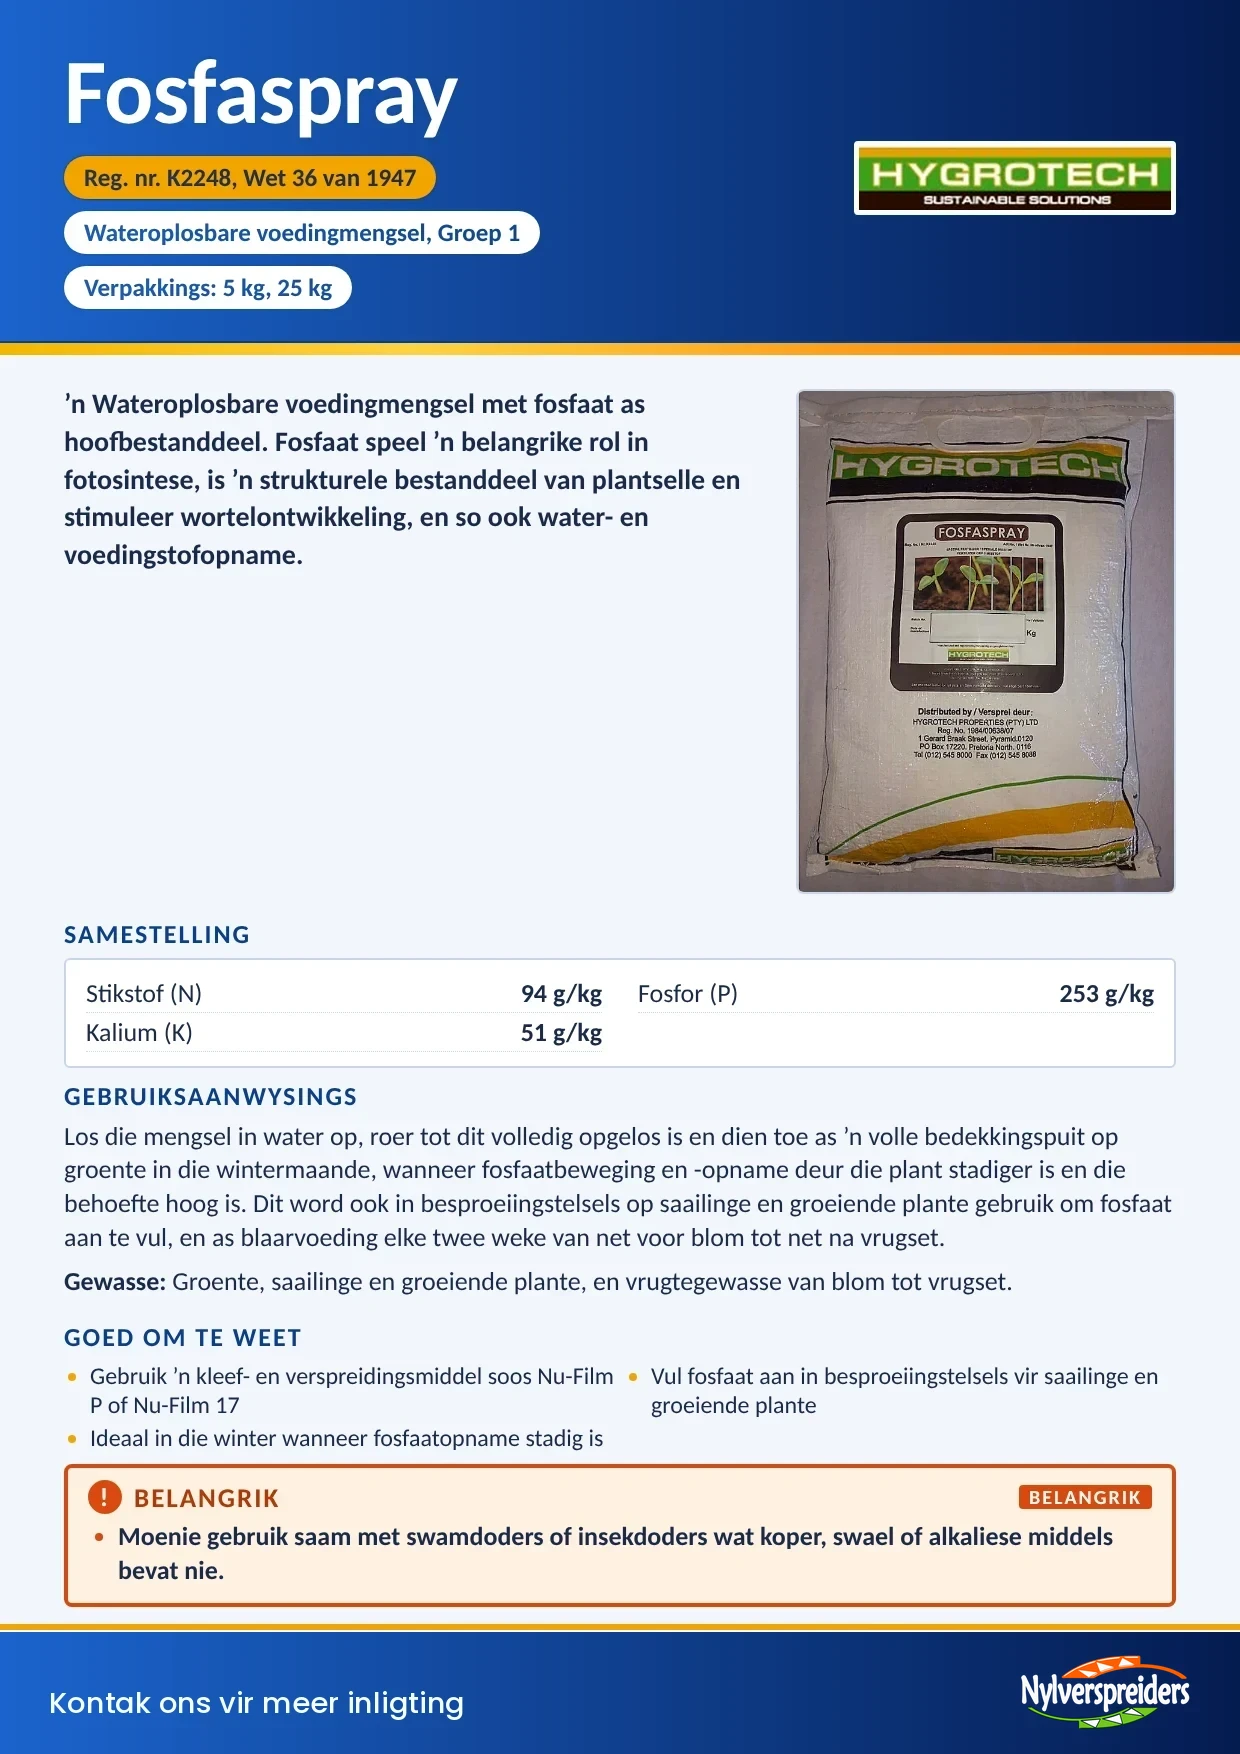 Fosfaspray
Reg. nr. K2248, Wet 36 van 1947
Wateroplosbare voedingmengsel, Groep 1
Verpakkings: 5 kg, 25 kg
HYGROTECH
SUSTAINABLE SOLUTIONS
’n Wateroplosbare voedingmengsel met fosfaat as
hoofbestanddeel. Fosfaat speel ’n belangrike rol in
fotosintese, is ’n strukturele bestanddeel van plantselle en
stimuleer wortelontwikkeling, en so ook water- en
voedingstofopname.
HYGROTECH
FOSFASPRAY
Kg
HYGROTECH
Distributed by / Versprei deur:
HYGROTECH PROPERTIES (PTY) LTD
Reg. No. 1984/00638/07
1 Gerard Braak Street, Pyramid.0120
PO Box 17220. Pretoria North. 0116
Tel (012) 545 8000 Fax (012) 545 8088
HYGROTECH
SAMESTELLING
Stikstof (N) 94 g/kg Fosfor (P) 253 g/kg
Kalium (K) 51 g/kg
GEBRUIKSAANWYSINGS
Los die mengsel in water op, roer tot dit volledig opgelos is en dien toe as ’n volle bedekkingspuit op
groente in die wintermaande, wanneer fosfaatbeweging en -opname deur die plant stadiger is en die
behoefte hoog is. Dit word ook in besproeiingstelsels op saailinge en groeiende plante gebruik om fosfaat
aan te vul, en as blaarvoeding elke twee weke van net voor blom tot net na vrugset.
Gewasse: Groente, saailinge en groeiende plante, en vrugtegewasse van blom tot vrugset.
GOED OM TE WEET
• Gebruik ’n kleef- en verspreidingsmiddel soos Nu-Film
P of Nu-Film 17
• Ideaal in die winter wanneer fosfaatopname stadig is
• Vul fosfaat aan in besproeiingstelsels vir saailinge en
groeiende plante
! BELANGRIK
BELANGRIK
• Moenie gebruik saam met swamdoders of insekdoders wat koper, swael of alkaliese middels
bevat nie.
Kontak ons vir meer inligting
Nylverspreiders